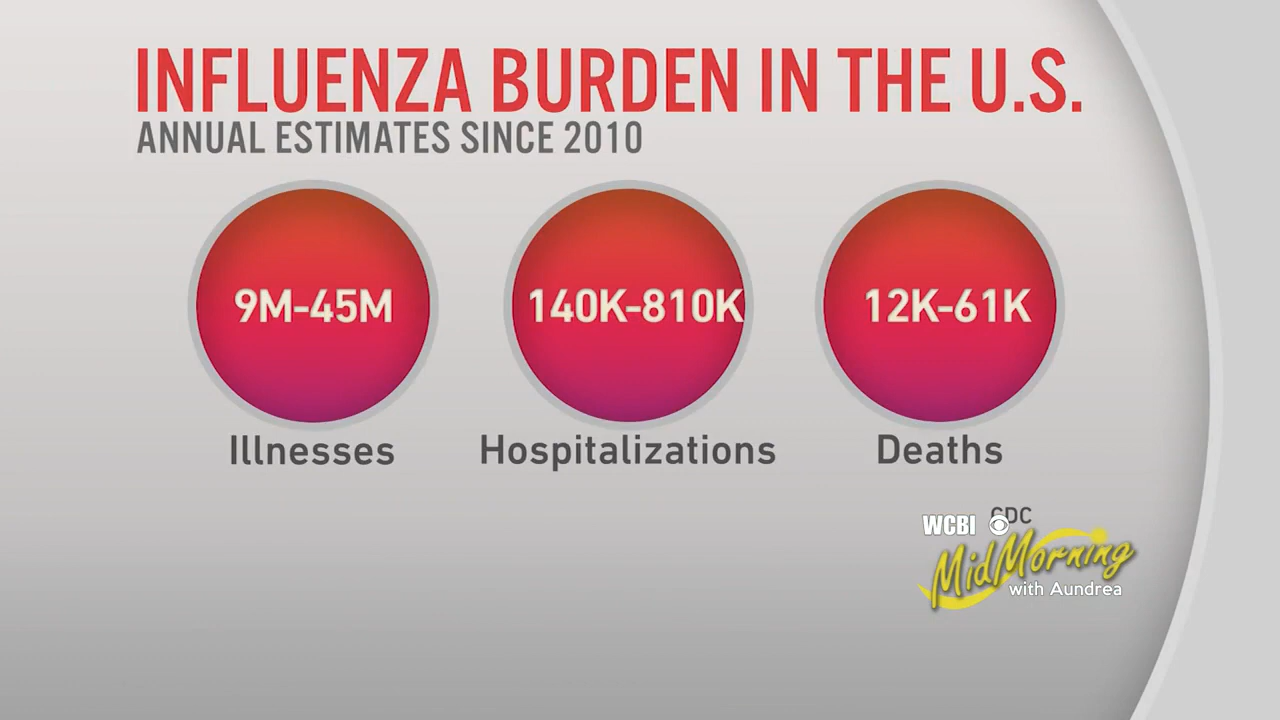 INFLUENZA BURDEN IN THE U.S.
ANNUAL ESTIMATES SINCE 2010
9M-45M
140K-810K
12K-61K
Illnesses
Hospitalizations
Deaths
CDC
WCBI
MidMorning
with Aundrea